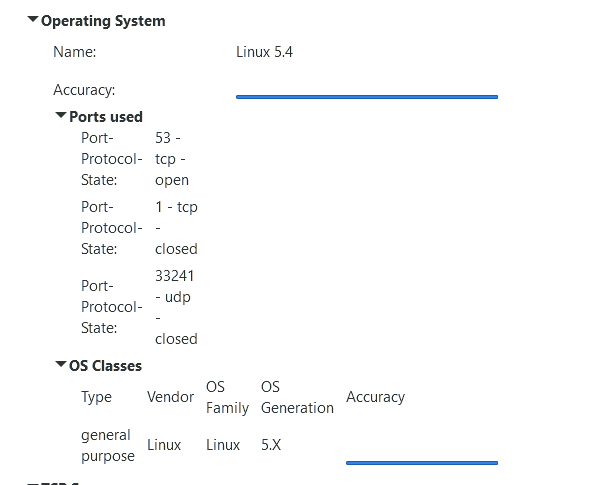 Operating System
Name: Linux 5.4
Accuracy:
Ports used
Port- 53 -
Protocol- tcp -
State: open
Port- 1 - tcp
Protocol- -
State: closed
33241
Port- - udp
Protocol- -
State: closed
OS Classes
Type Vendor OS Family OS Generation Accuracy
general purpose Linux Linux 5.X